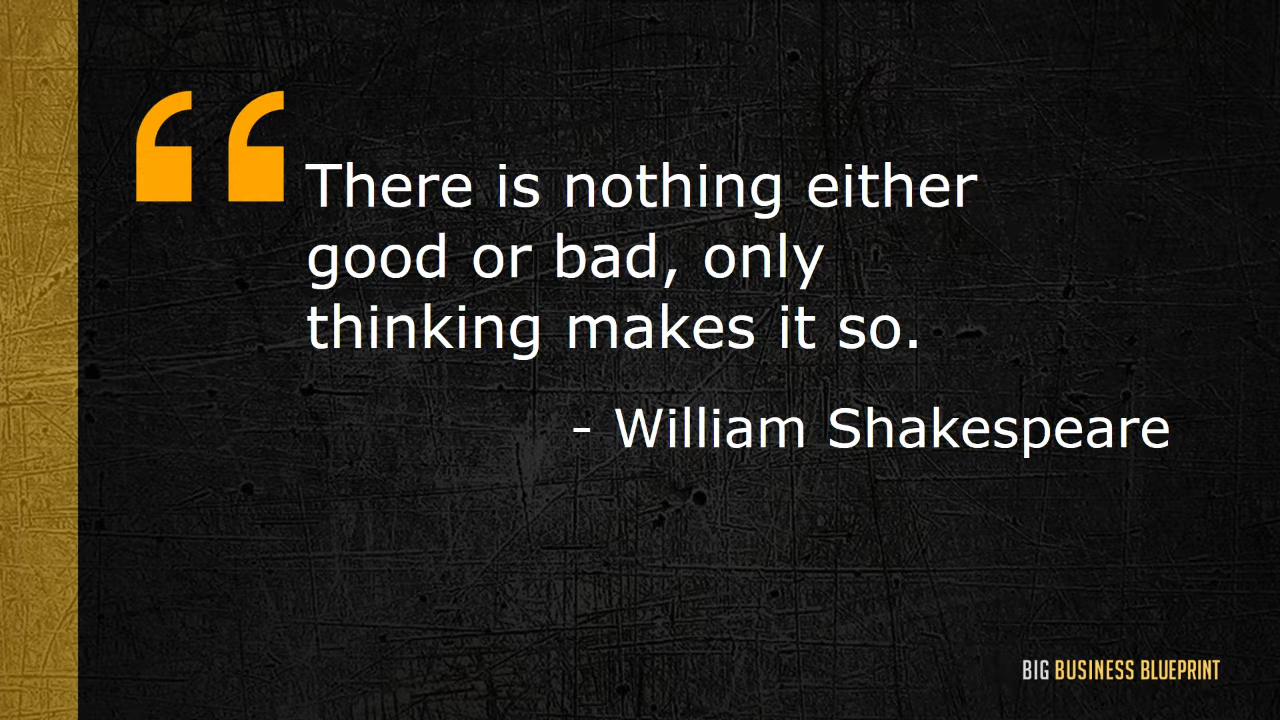 “
There is nothing either
good or bad, only
thinking makes it so.
- William Shakespeare
BIG BUSINESS BLUEPRINT